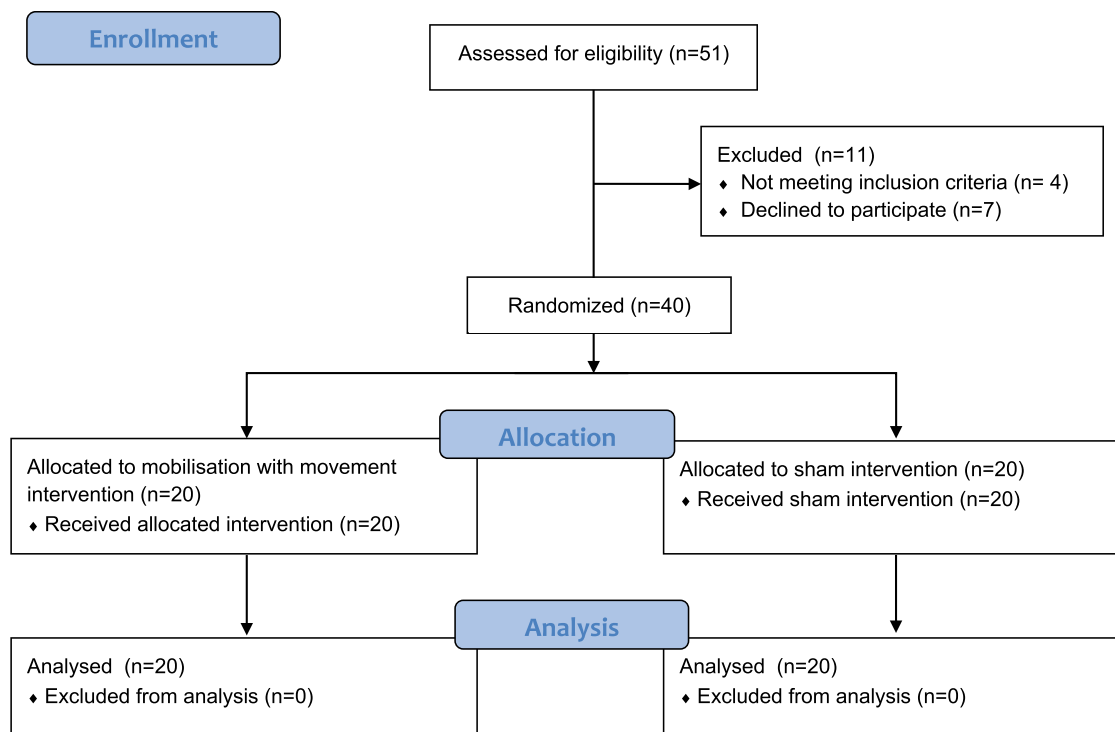 Enrollment
Assessed for eligibility (n=51)
Excluded (n=11)
♦ Not meeting inclusion criteria (n= 4)
♦ Declined to participate (n=7)
Randomized (n=40)
Allocation
Allocated to mobilisation with movement
intervention (n=20)
♦ Received allocated intervention (n=20)
Allocated to sham intervention (n=20)
♦ Received sham intervention (n=20)
Analysis
Analysed (n=20)
♦ Excluded from analysis (n=0)
Analysed (n=20)
♦ Excluded from analysis (n=0)